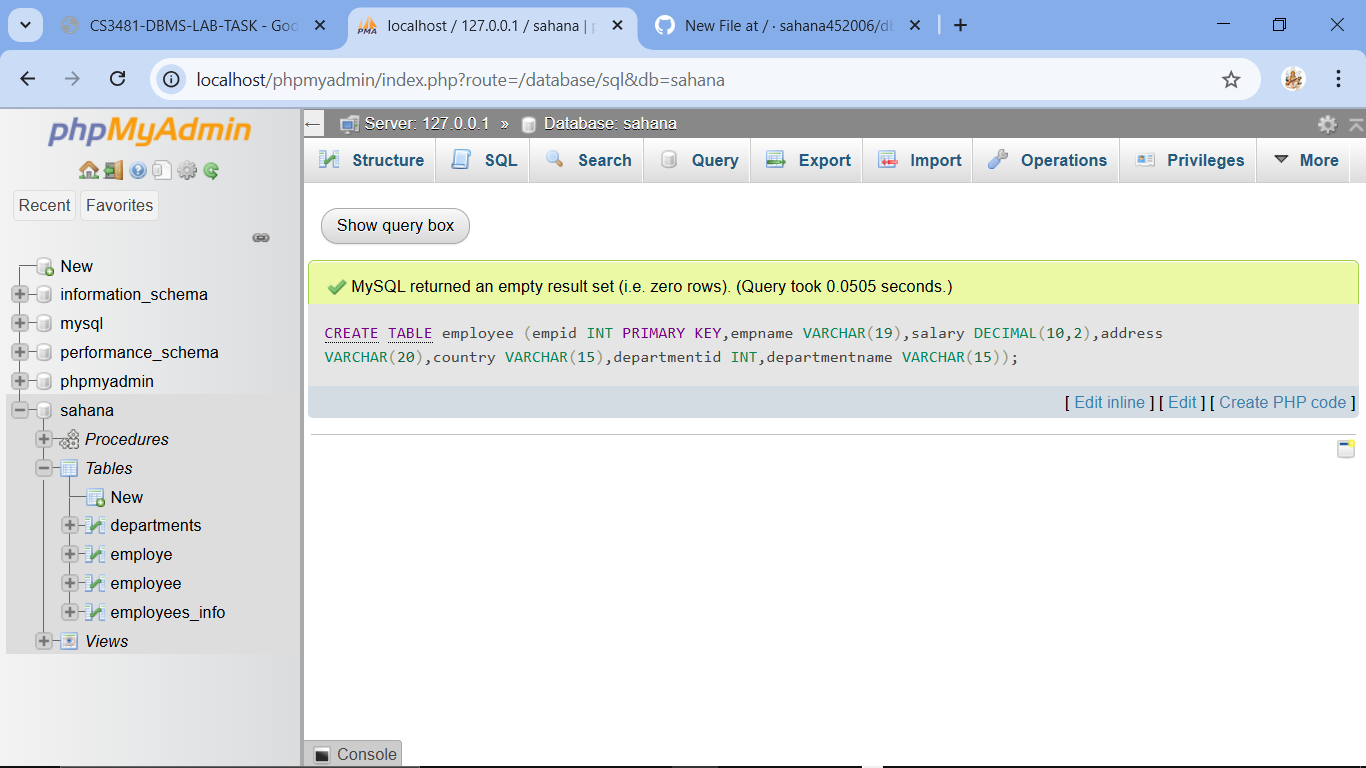 CS3481-DBMS-LAB-TASK - Goo
localhost / 127.0.0.1 / sahana | p
New File at / · sahana452006/db
localhost/phpmyadmin/index.php?route=/database/sql&db=sahana
phpMyAdmin
Recent Favorites
New
information_schema
mysql
performance_schema
phpmyadmin
sahana
Procedures
Tables
New
departments
employe
employee
employees_info
Views
Server: 127.0.0.1 » Database: sahana
Structure SQL Search Query Export Import Operations Privileges More
Show query box
MySQL returned an empty result set (i.e. zero rows). (Query took 0.0505 seconds.)
CREATE TABLE employee (empid INT PRIMARY KEY,empname VARCHAR(19),salary DECIMAL(10,2),address
VARCHAR(20),country VARCHAR(15),departmentid INT,departmentname VARCHAR(15));
[ Edit inline ] [ Edit ] [ Create PHP code ]
Console